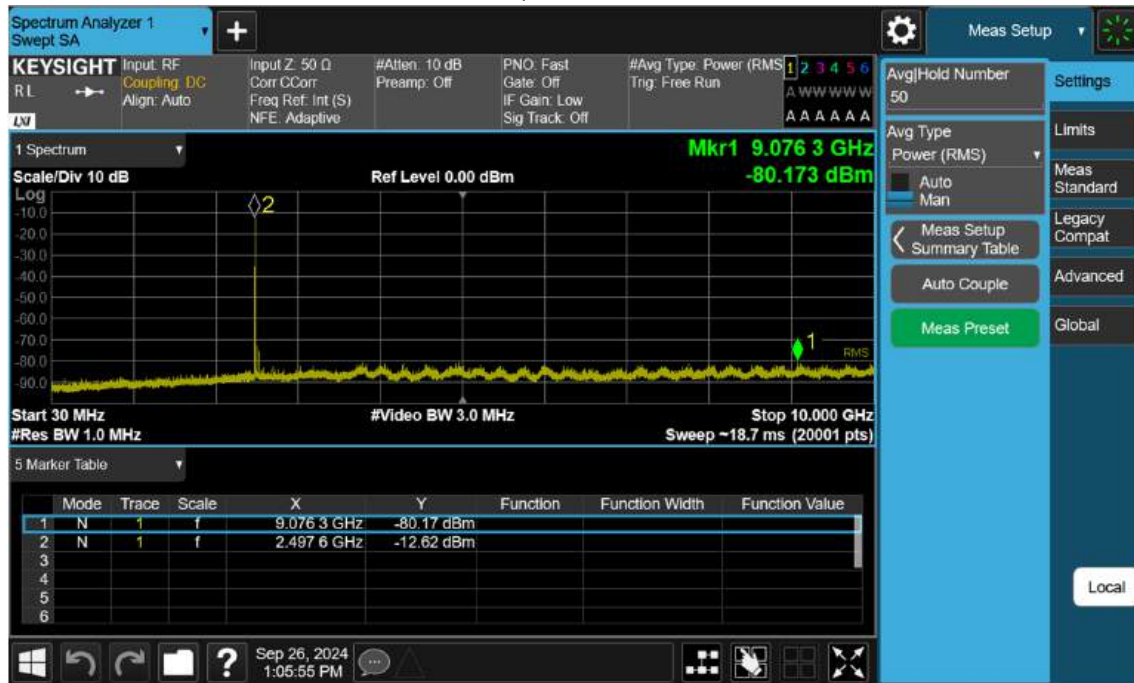 Spectrum Analyzer 1
Swept SA
+
Meas Setup
KEYSIGHT
RL
LXI
Input: RF
Coupling: DC
Align: Auto
Input Z: 50 Ω
Corr CCorr
Freq Ref: Int (S)
NFE: Adaptive
#Atten: 10 dB
Preamp: Off
PNO: Fast
Gate: Off
IF Gain: Low
Sig Track: Off
#Avg Type: Power (RMS
Trig: Free Run
1 2 3 4 5 6
A W W W W W
A A A A A A
1 Spectrum
Scale/Div 10 dB
Ref Level 0.00 dBm
Mkr1 9.076 3 GHz
-80.173 dBm
Log
-10.0
-20.0
-30.0
-40.0
-50.0
-60.0
-70.0
-80.0
-90.0
2
1
RMS
Start 30 MHz
#Video BW 3.0 MHz
Stop 10.000 GHz
#Res BW 1.0 MHz
Sweep ~18.7 ms (20001 pts)
5 Marker Table
Mode Trace Scale X Y Function Function Width Function Value
1 N 1 f 9.076 3 GHz -80.17 dBm
2 N 1 f 2.497 6 GHz -12.62 dBm
3
4
5
6
Avg|Hold Number
50
Avg Type
Power (RMS)
Auto
Man
Meas Setup
Summary Table
Auto Couple
Meas Preset
Settings
Limits
Meas
Standard
Legacy
Compat
Advanced
Global
Local
?
Sep 26, 2024
1:05:55 PM